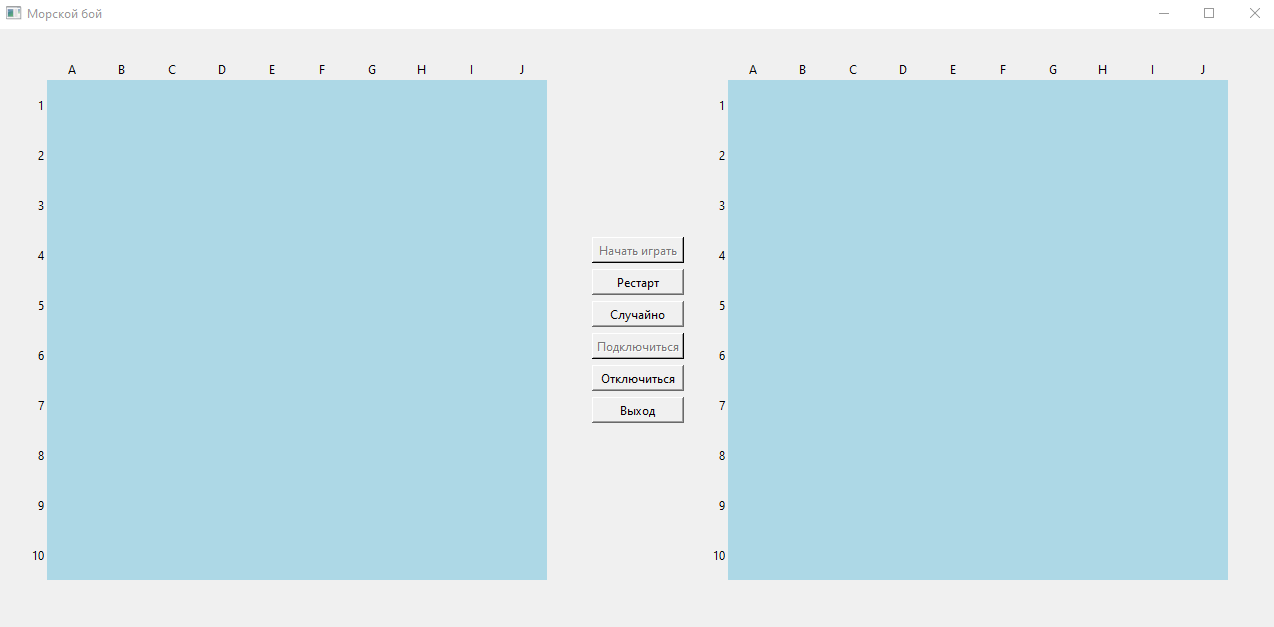 Морской бой
A B C D E F G H I J
1
2
3
4
5
6
7
8
9
10
Начать играть
Рестарт
Случайно
Подключиться
Отключиться
Выход
A B C D E F G H I J
1
2
3
4
5
6
7
8
9
10